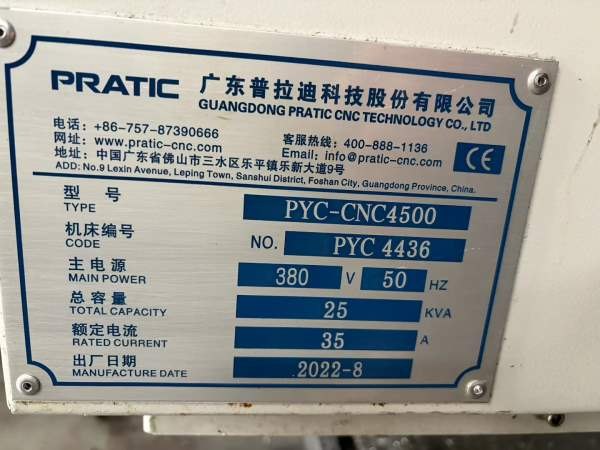 PRATIC 广东普拉迪科技股份有限公司
GUANGDONG PRATIC CNC TECHNOLOGY CO., LTD
电话: +86-757-87390666 客服热线: 400-888-1136
网址: www.pratic-cnc.com Email: info@pratic-cnc.com
地址: 中国广东省佛山市三水区乐平镇乐新大道9号
ADD: No.9 Lexin Avenue, Leping Town, Sanshui District, Foshan City, Guangdong Province, China.
CE
型 号
TYPE PYC-CNC4500
机床编号
CODE NO. PYC 4436
主电源
MAIN POWER 380 V 50 HZ
总容量
TOTAL CAPACITY 25 KVA
额定电流
RATED CURRENT 35 A
出厂日期
MANUFACTURE DATE 2022-8